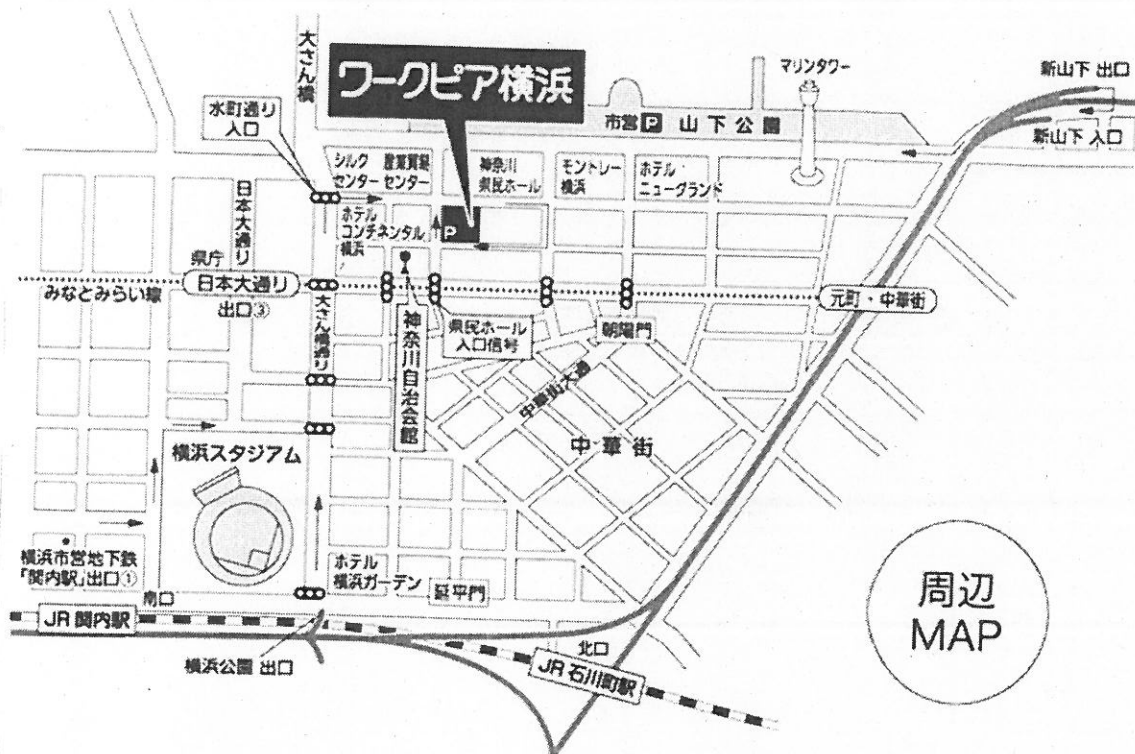 大さん橋
ワークピア横浜
マリンタワー
新山下 出口
新山下 入口
水町通り
入口
市営 P 山下公園
シルク
センター
産業貿易
センター
神奈川
県民ホール
モントレー
横浜
ホテル・
ニューグランド
日本大通り
ホテル
コンチネンタル
横浜
P
県庁
日本大通り
みなとみらい線
出口③
元町・中華街
大さん橋通り
神奈川自治会館
県民ホール
入口信号
朝陽門
中華街大通
中華街
横浜スタジアム
横浜市営地下鉄
「関内駅」出口①
ホテル
横浜ガーデン
延平門
南口
JR 関内駅
横浜公園 出口
北口
JR 石川町駅
周辺
MAP